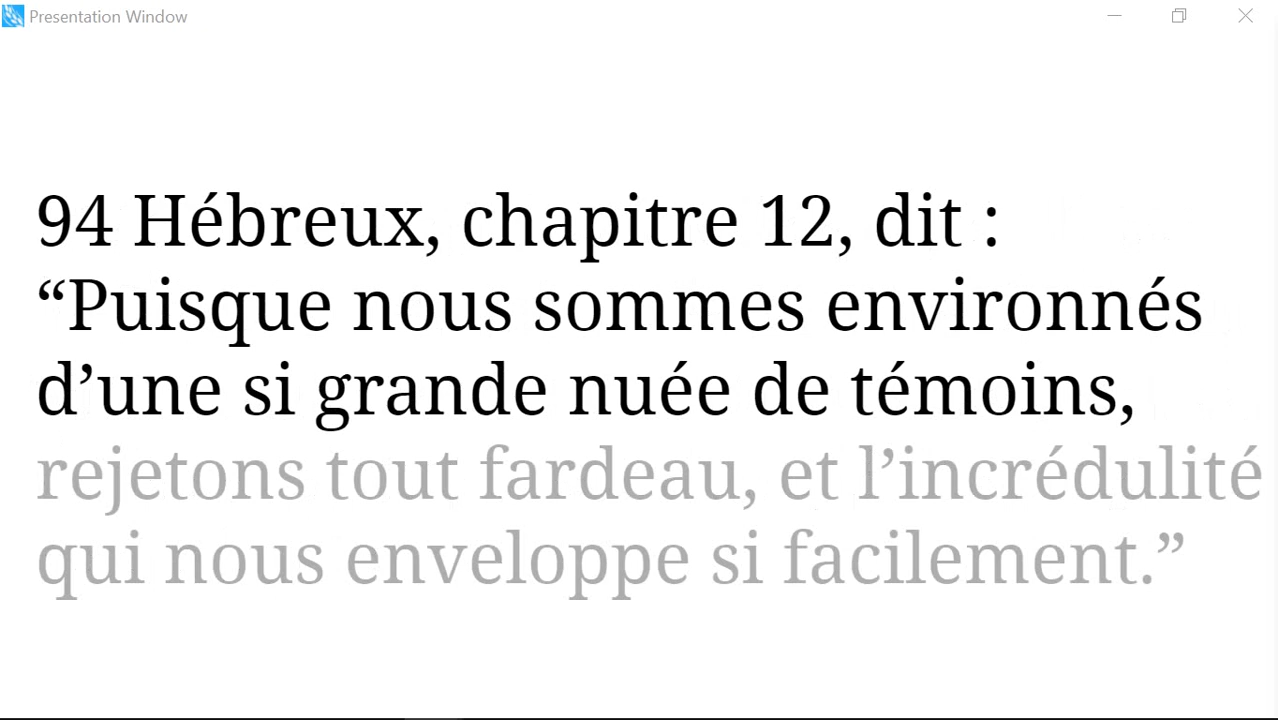 Presentation Window
94 Hébreux, chapitre 12, dit :
“Puisque nous sommes environnés
d’une si grande nuée de témoins,
rejetons tout fardeau, et l’incrédulité
qui nous enveloppe si facilement.”